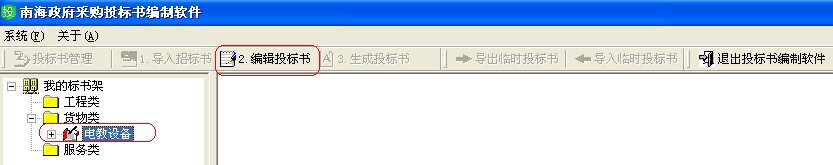 投 南海政府采购投标书编制软件
系统(F) 关于(A)
投标书管理 1. 导入招标书 2. 编辑投标书 3. 生成投标书 导出临时投标书 导入临时投标书 退出投标书编制软件
我的标书架
工程类
货物类
电教设备
服务类